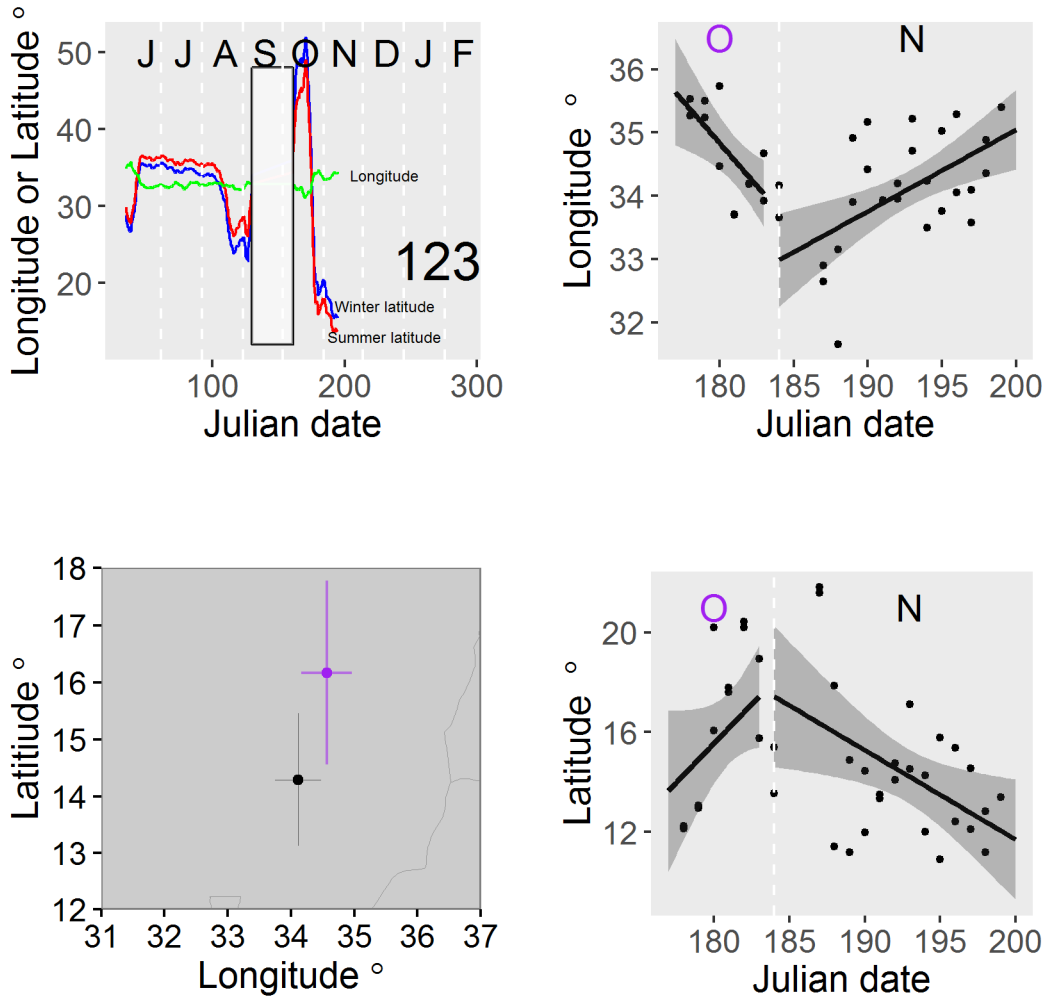 Longitude or Latitude °
50
40
30
20
J J A S O N D J F
Longitude
123
Winter latitude
Summer latitude
100 200 300
Julian date
Longitude °
36
35
34
33
32
O N
180 185 190 195 200
Julian date
Latitiude °
18
17
16
15
14
13
12
31 32 33 34 35 36 37
Longitude °
Latitude °
20
16
12
O N
180 185 190 195 200
Julian date